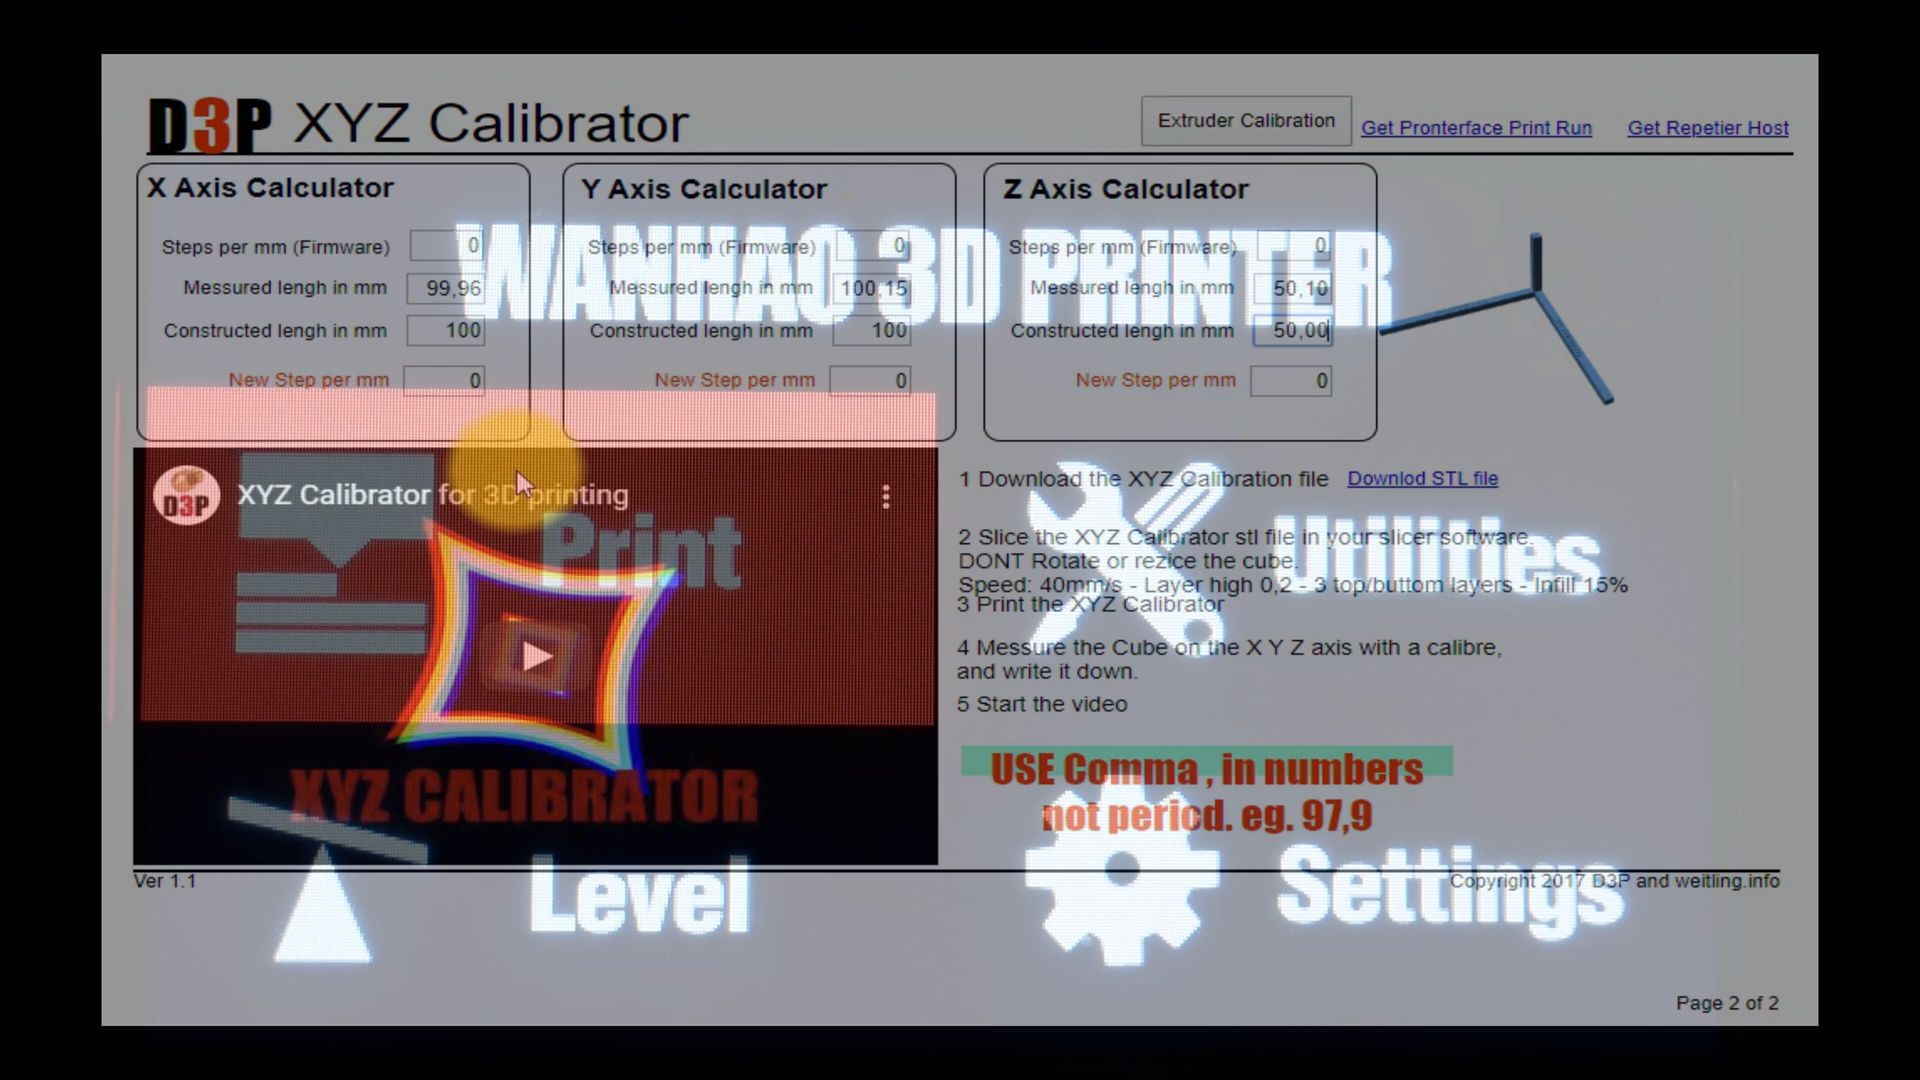 D3P XYZ Calibrator
Extruder Calibration
Get Pronterface Print Run
Get Repetier Host
X Axis Calculator
Steps per mm (Firmware) 0
Messured lengh in mm 99,96
Constructed lengh in mm 100
New Step per mm 0
Y Axis Calculator
Steps per mm (Firmware) 0
Messured lengh in mm 100,15
Constructed lengh in mm 100
New Step per mm 0
Z Axis Calculator
Steps per mm (Firmware) 0
Messured lengh in mm 50,10
Constructed lengh in mm 50,00
New Step per mm 0
WANHAO 3D PRINTER
D3P
XYZ Calibrator for 3D printing
Print
XYZ CALIBRATOR
1 Download the XYZ Calibration file Downlod STL file
2 Slice the XYZ Calibrator stl file in your slicer software.
DONT Rotate or rezice the cube.
Speed: 40mm/s - Layer high 0,2 - 3 top/buttom layers - Infill 15%
3 Print the XYZ Calibrator
4 Messure the Cube on the X Y Z axis with a calibre,
and write it down.
5 Start the video
Utilities
USE Comma , in numbers
not period. eg. 97,9
Level
Settings
Ver 1.1
Copyright 2017 D3P and weitling.info
Page 2 of 2